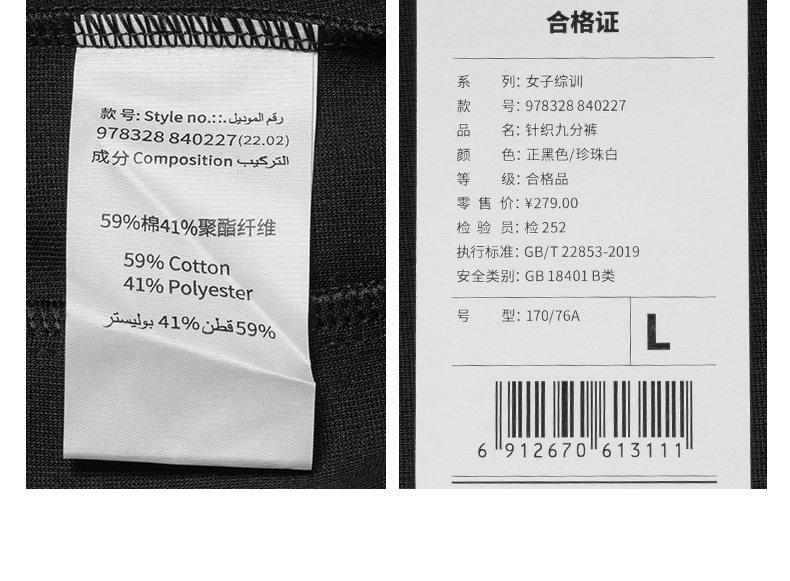 款 号: Style no.::. رقم الموديل
978328 840227(22.02)
成分 Composition التركيب
59%棉41%聚酯纤维
59% Cotton
41% Polyester
59% قطن 41% بوليستر
合格证
系 列: 女子综训
款 号: 978328 840227
品 名: 针织九分裤
颜 色: 正黑色/珍珠白
等 级: 合格品
零 售 价: ¥279.00
检 验 员: 检 252
执行标准: GB/T 22853-2019
安全类别: GB 18401 B类
号 型: 170/76A
L
6 912670 613111